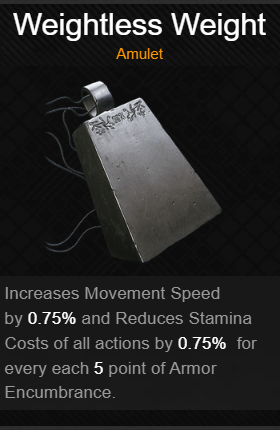 Weightless Weight
Amulet
Increases Movement Speed
by 0.75% and Reduces Stamina
Costs of all actions by 0.75% for
every each 5 point of Armor
Encumbrance.